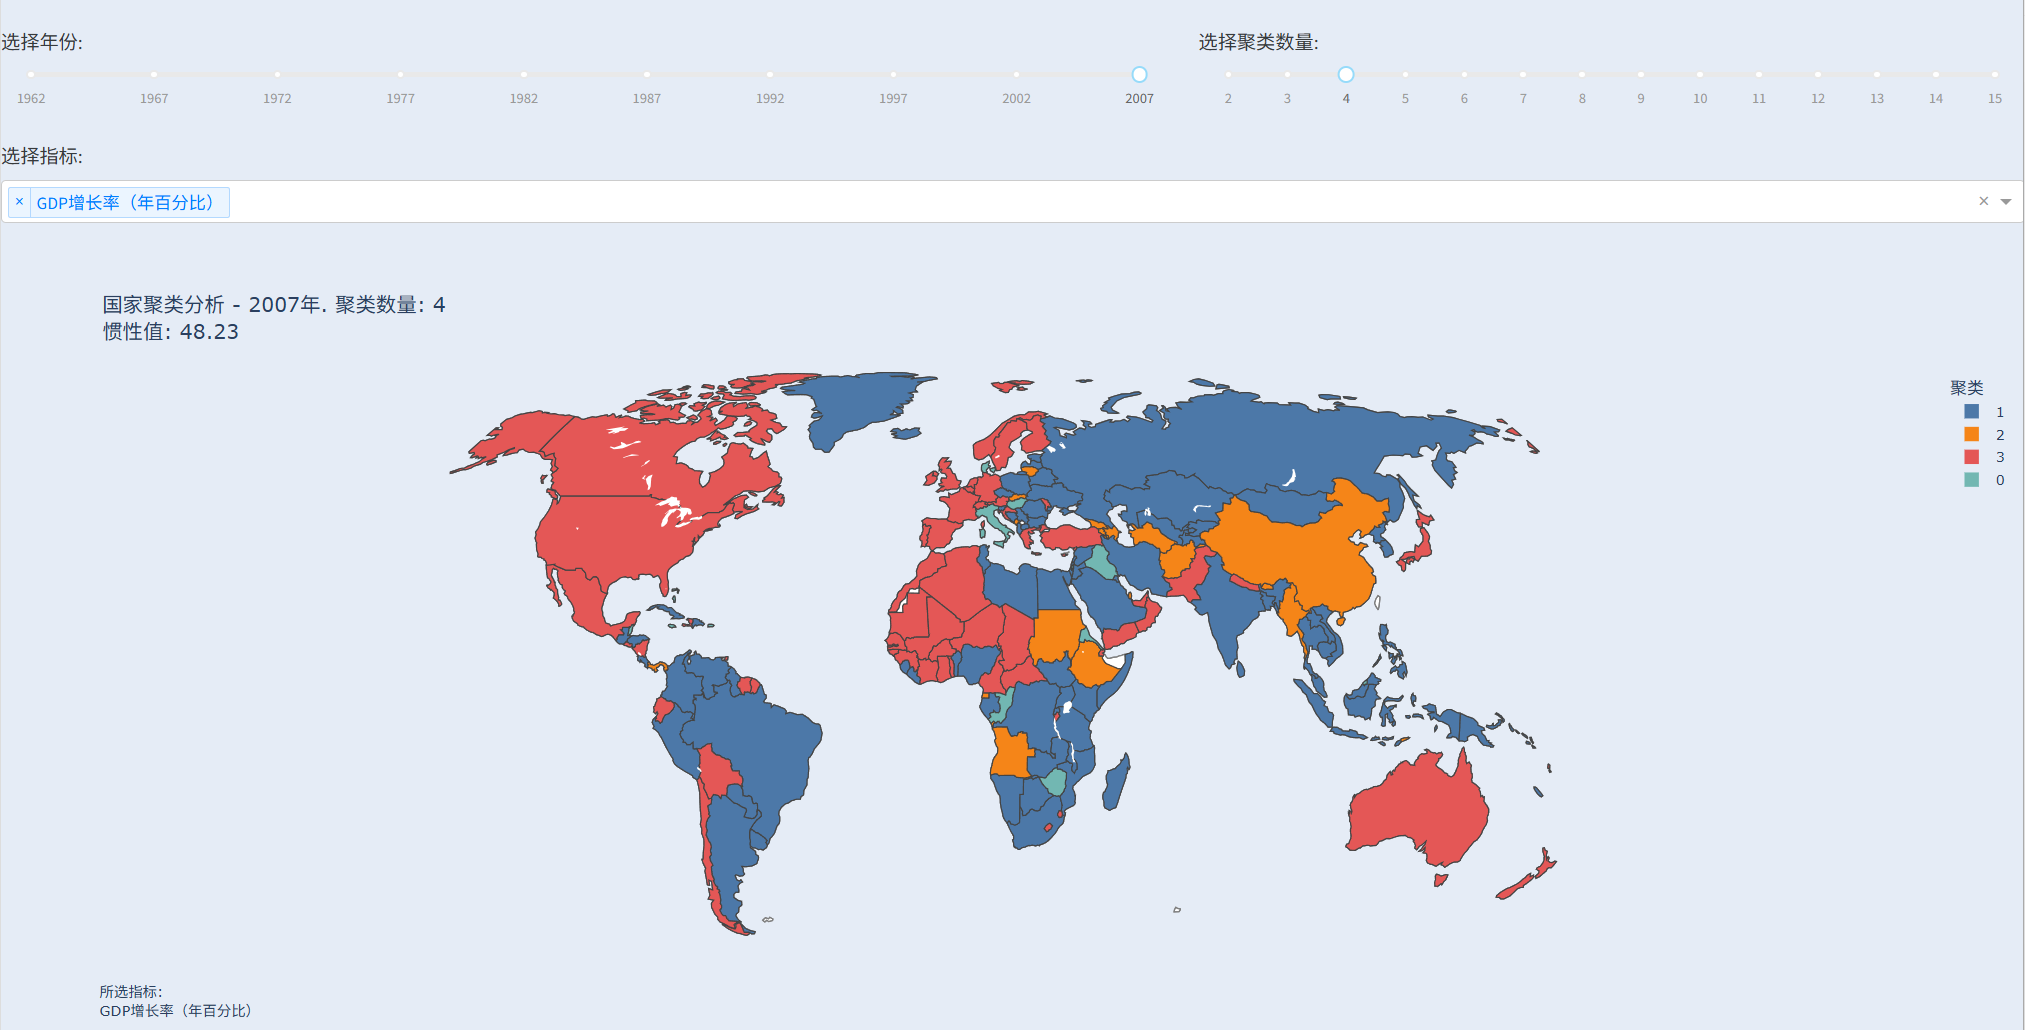 选择年份:
1962 1967 1972 1977 1982 1987 1992 1997 2002 2007
选择聚类数量:
2 3 4 5 6 7 8 9 10 11 12 13 14 15
选择指标:
× GDP增长率（年百分比） ×
国家聚类分析 - 2007年. 聚类数量: 4
惯性值: 48.23
聚类
1
2
3
0
所选指标:
GDP增长率（年百分比）